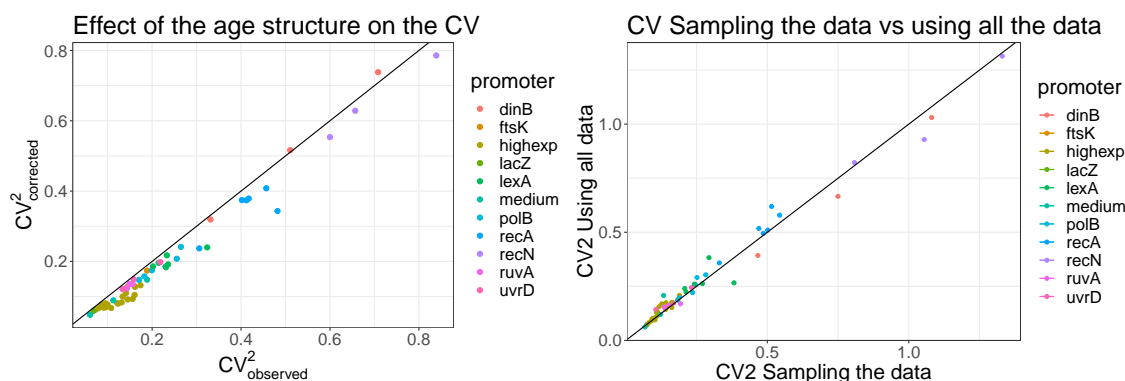 Effect of the age structure on the CV
0.8
0.6
0.4
0.2
CV²corrected
0.2
0.4
0.6
0.8
CV²observed
promoter
dinB
ftsK
highexp
lacZ
lexA
medium
polB
recA
recN
ruvA
uvrD
CV Sampling the data vs using all the data
1.0
0.5
0.0
CV2 Using all data
0.5
1.0
CV2 Sampling the data
promoter
dinB
ftsK
highexp
lacZ
lexA
medium
polB
recA
recN
ruvA
uvrD